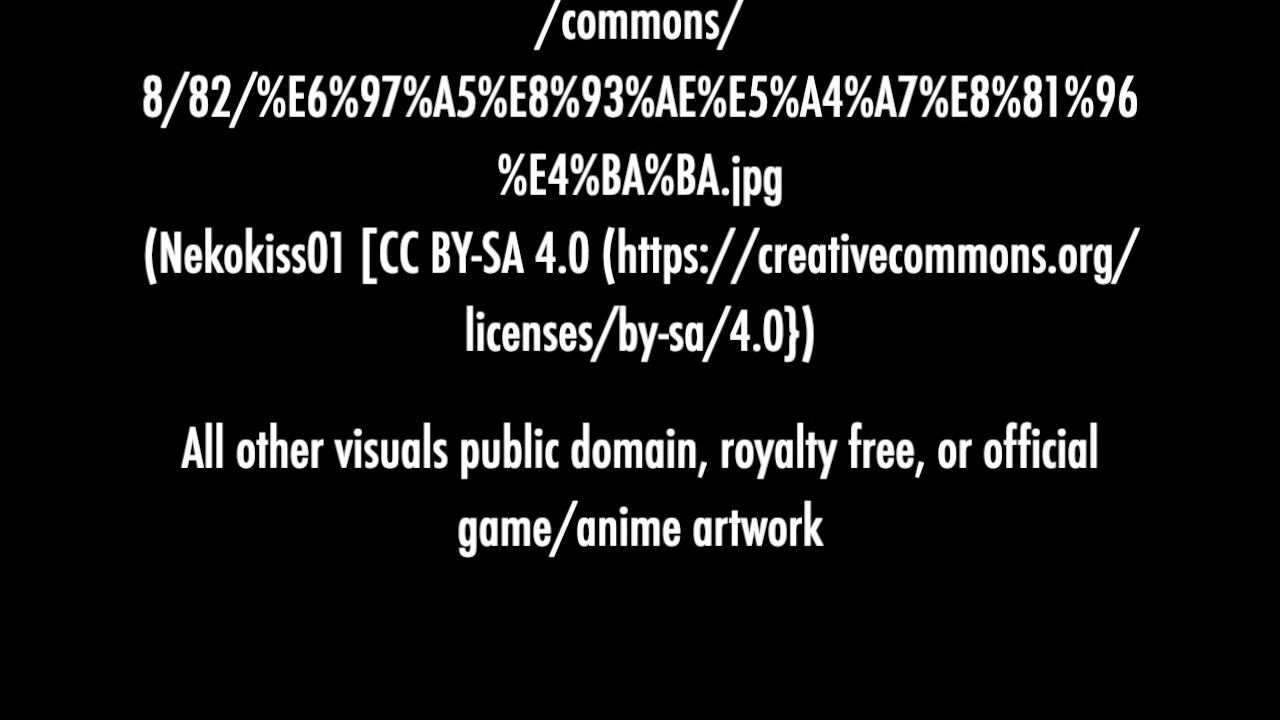 /commons/
8/82/%E6%97%A5%E8%93%AE%E5%A4%A7%E8%81%96
%E4%BA%BA.jpg
(Nekokiss01 [CC BY-SA 4.0 (https://creativecommons.org/
licenses/by-sa/4.0})
All other visuals public domain, royalty free, or official
game/anime artwork